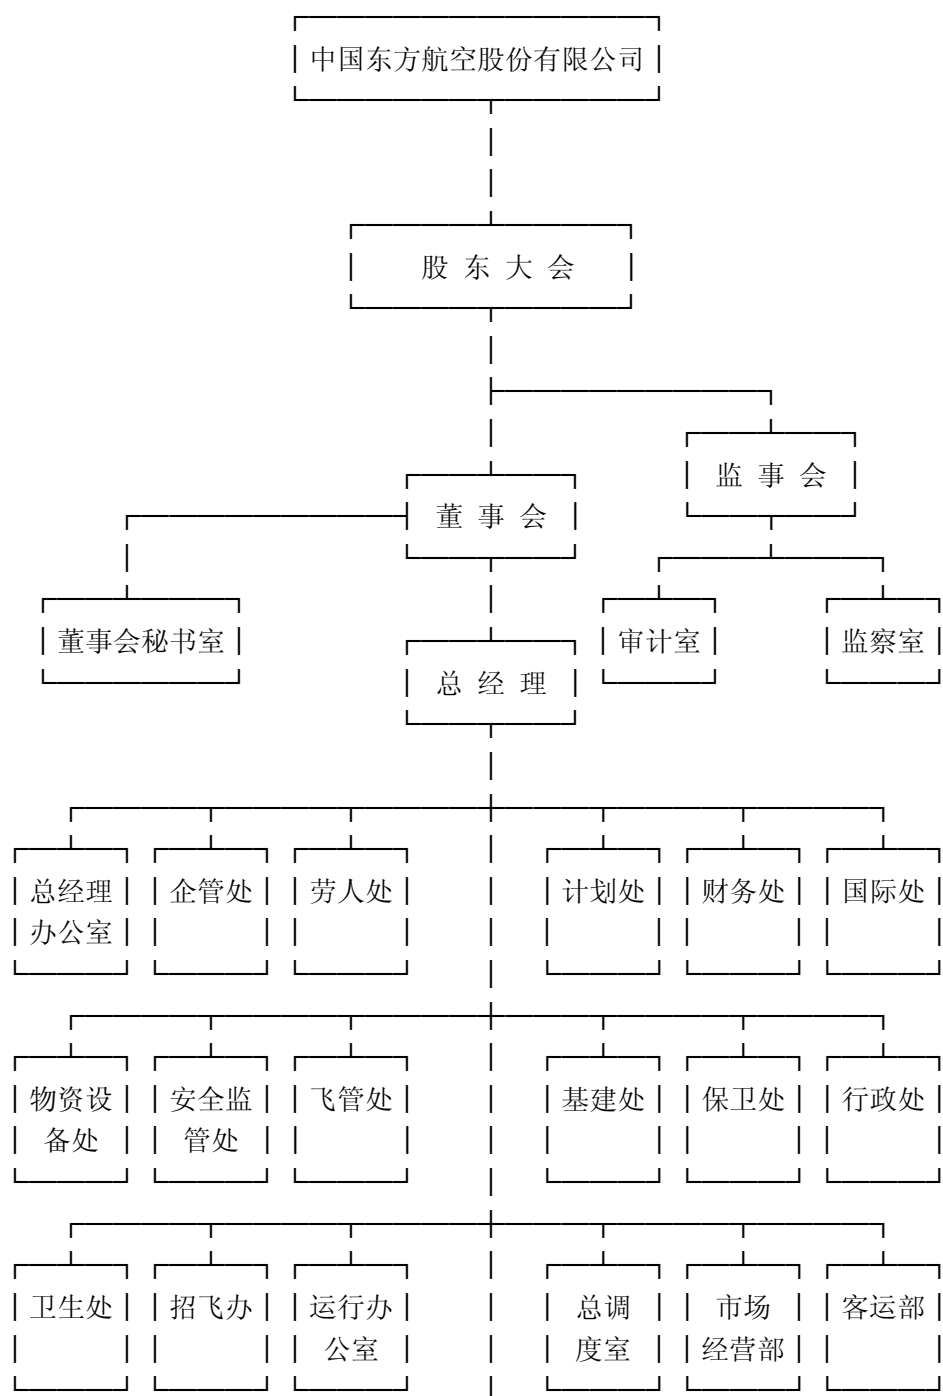 中国东方航空股份有限公司
股东大会
监事会
董事会
董事会秘书室
审计室
监察室
总经理
总经理
办公室
企管处
劳人处
计划处
财务处
国际处
物资设
备处
安全监
管处
飞管处
基建处
保卫处
行政处
卫生处
招飞办
运行办
公室
总调
度室
市场
经营部
客运部